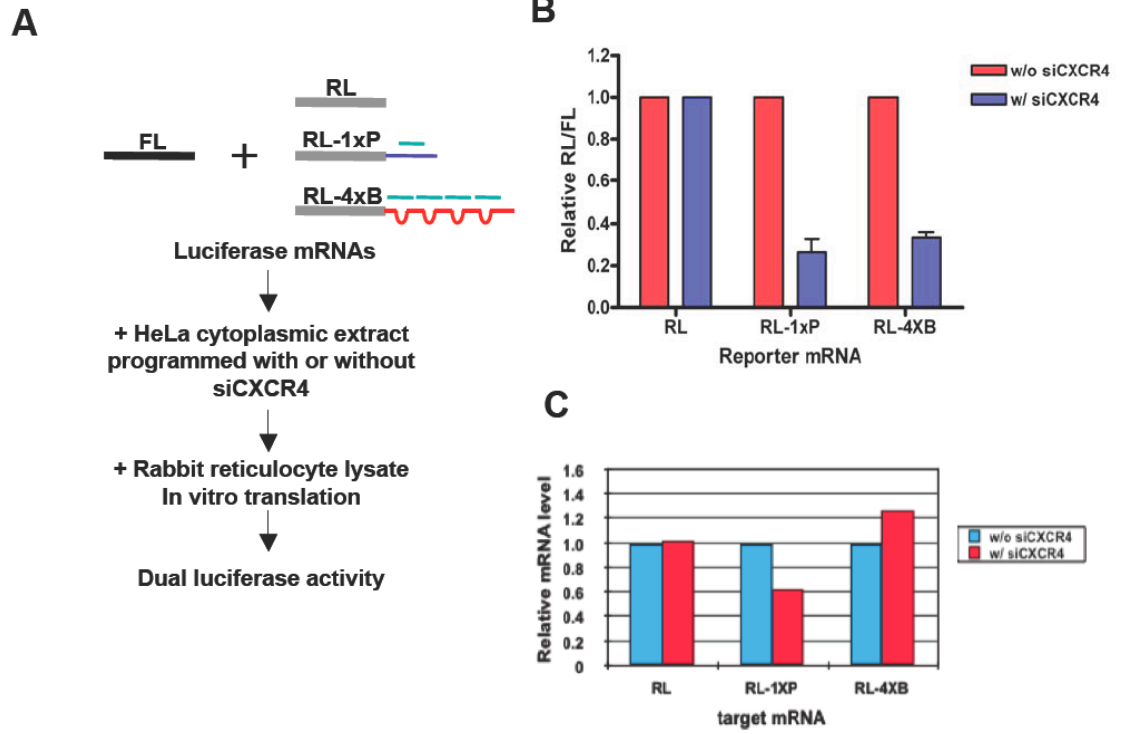 A
RL
FL
+
RL-1xP
RL-4xB
Luciferase mRNAs
+ HeLa cytoplasmic extract
programmed with or without
siCXCR4
+ Rabbit reticulocyte lysate
In vitro translation
Dual luciferase activity
B
1.2
1.0
0.8
0.6
0.4
0.2
0.0
Relative RL/FL
w/o siCXCR4
w/ siCXCR4
RL RL-1xP RL-4XB
Reporter mRNA
C
1.6
1.4
1.2
1.0
0.8
0.6
0.4
0.2
0
Relative mRNA level
w/o siCXCR4
w/ siCXCR4
RL RL-1XP RL-4XB
target mRNA